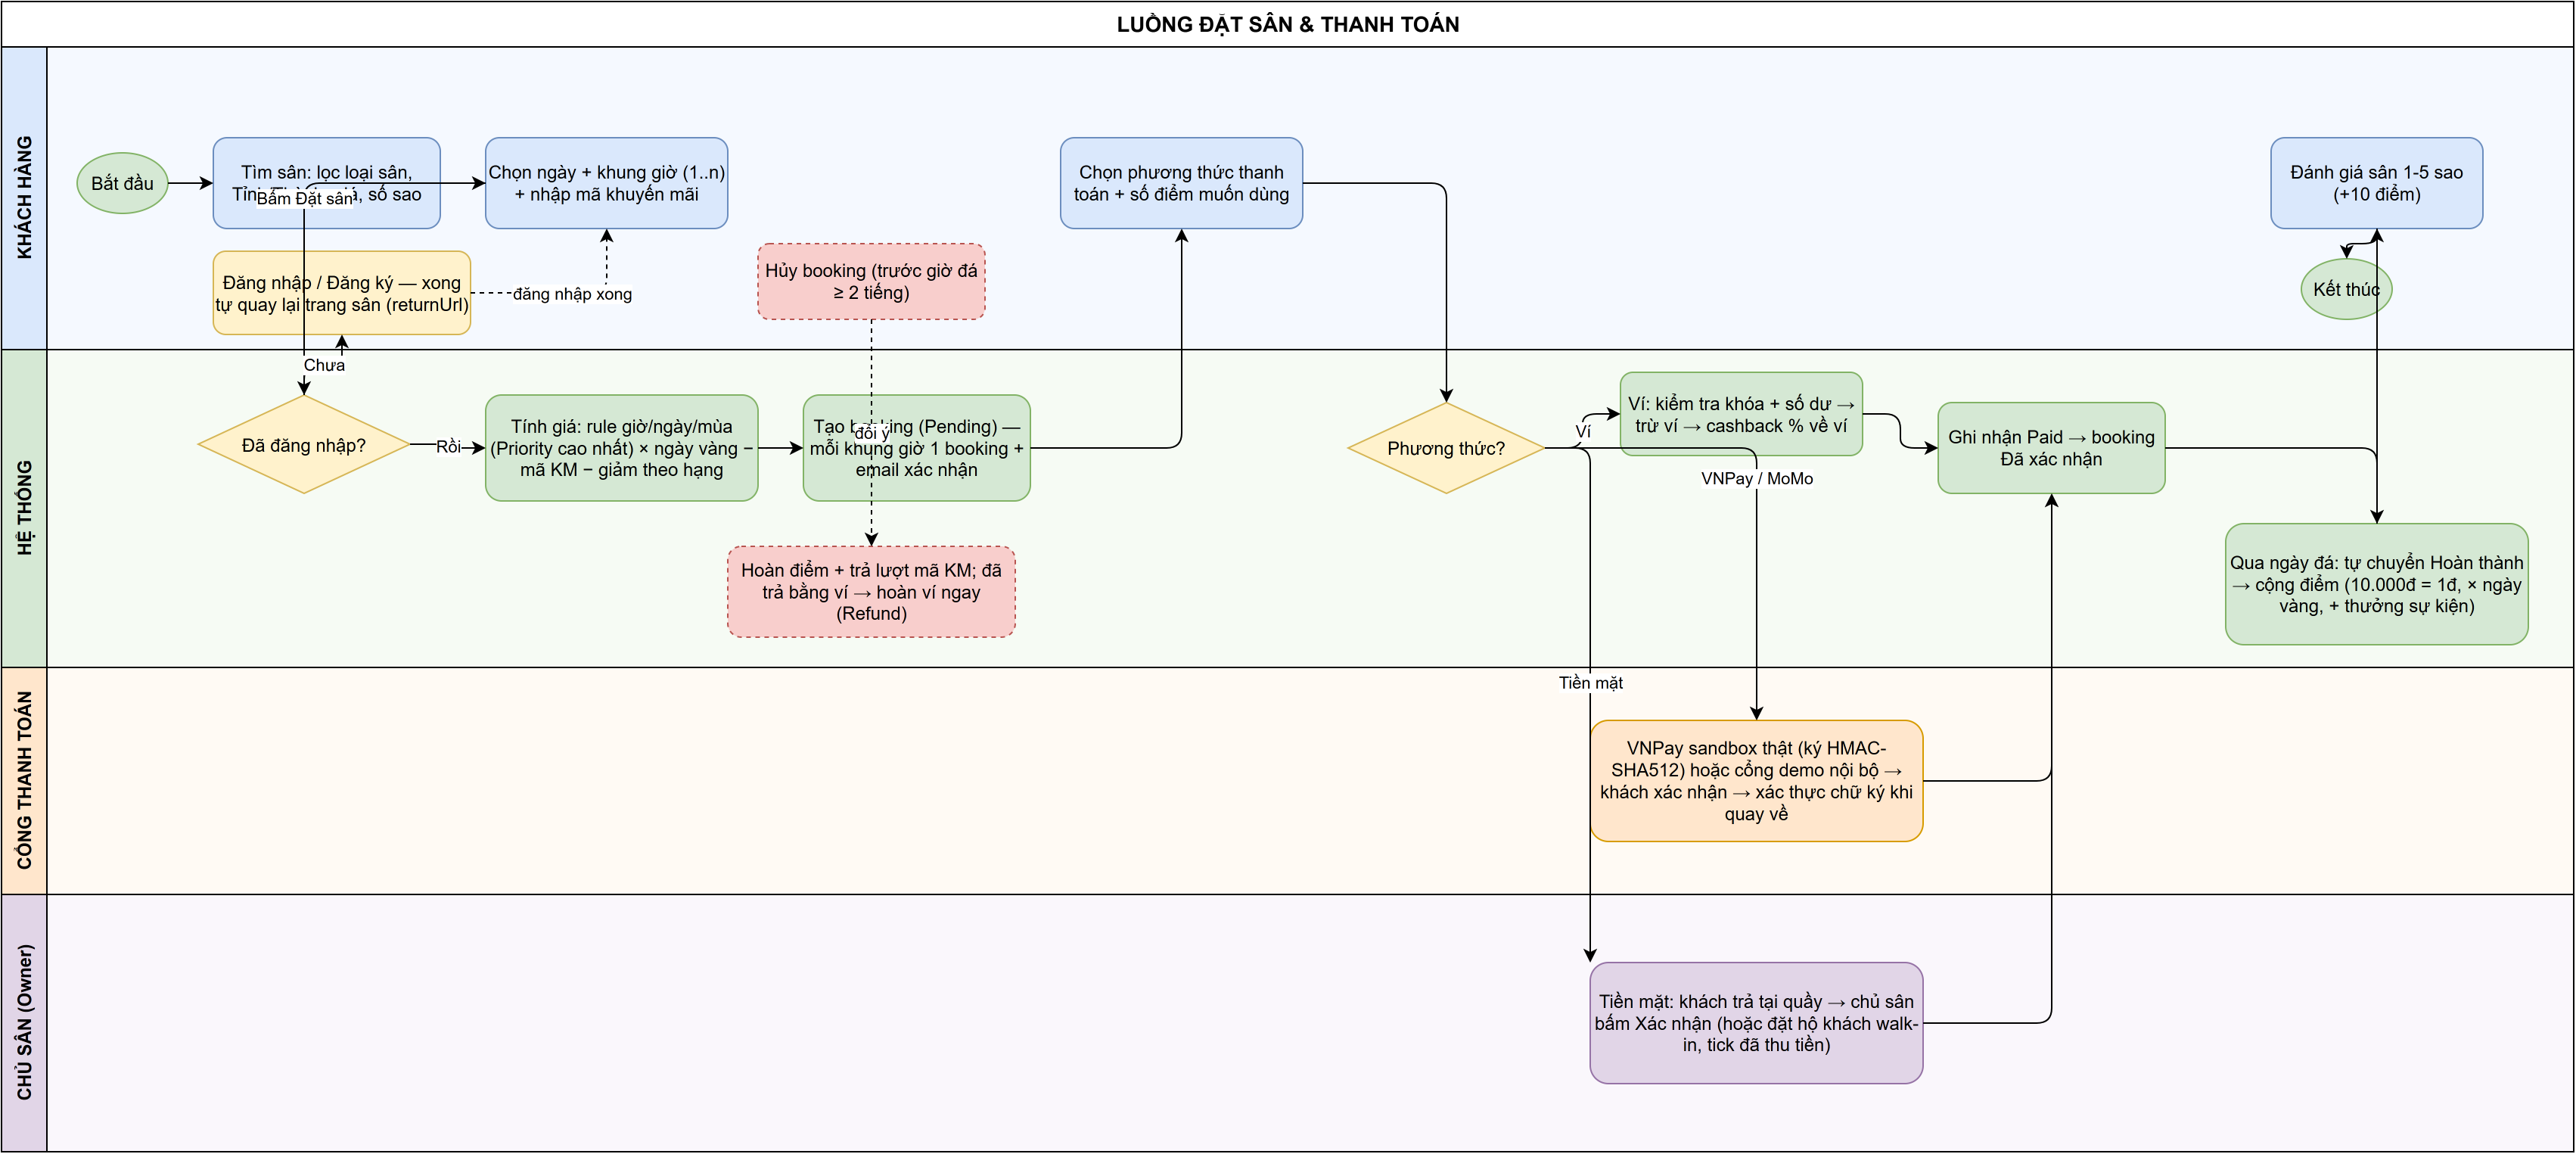 LUỒNG ĐẶT SÂN & THANH TOÁN
KHÁCH HÀNG
Bắt đầu
Tìm sân: lọc loại sân,
số sao
Bấm Đặt sân
Chọn ngày + khung giờ (1..n)
+ nhập mã khuyến mãi
Đăng nhập / Đăng ký — xong
tự quay lại trang sân (returnUrl)
đăng nhập xong
Hủy booking (trước giờ đá
≥ 2 tiếng)
Chọn phương thức thanh
toán + số điểm muốn dùng
Đánh giá sân 1-5 sao
(+10 điểm)
Kết thúc
HỆ THỐNG
Chưa
Đã đăng nhập?
Rồi
Tính giá: rule giờ/ngày/mùa
(Priority cao nhất) × ngày vàng −
mã KM − giảm theo hạng
Tạo booking (Pending) —
mỗi khung giờ 1 booking +
email xác nhận
đổi ý
Hoàn điểm + trả lượt mã KM; đã
trả bằng ví → hoàn ví ngay
(Refund)
Phương thức?
Ví
Ví: kiểm tra khóa + số dư →
trừ ví → cashback % về ví
VNPay / MoMo
Ghi nhận Paid → booking
Đã xác nhận
Qua ngày đá: tự chuyển Hoàn thành
→ cộng điểm (10.000đ = 1đ, × ngày
vàng, + thưởng sự kiện)
CỔNG THANH TOÁN
Tiền mặt
VNPay sandbox thật (ký HMAC-
SHA512) hoặc cổng demo nội bộ →
khách xác nhận → xác thực chữ ký khi
quay về
CHỦ SÂN (Owner)
Tiền mặt: khách trả tại quầy → chủ sân
bấm Xác nhận (hoặc đặt hộ khách walk-
in, tick đã thu tiền)